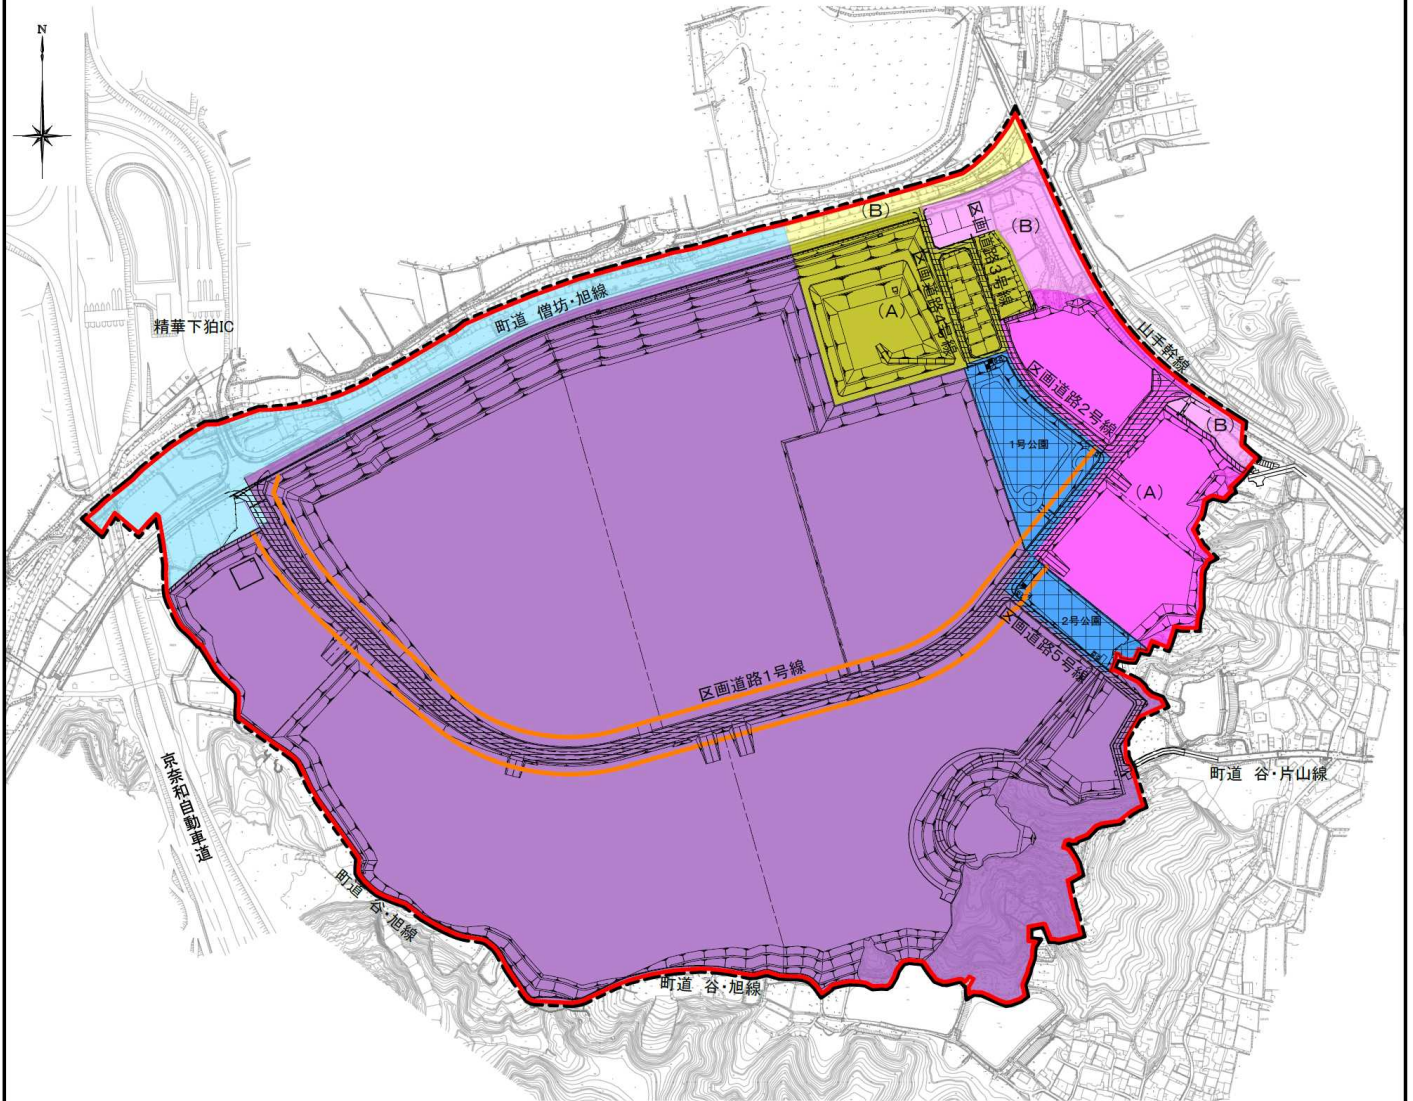 N
(B)
区画道路3号線
(B)
区画道路4号線
町道 僧坊・旭線
(A)
精華下狛IC
山手幹線
区画道路2号線
(B)
1号公園
(A)
2号公園
区画道路5号線
区画道路1号線
京奈和自動車道
町道 谷・片山線
町道 谷・旭線
町道 谷・旭線